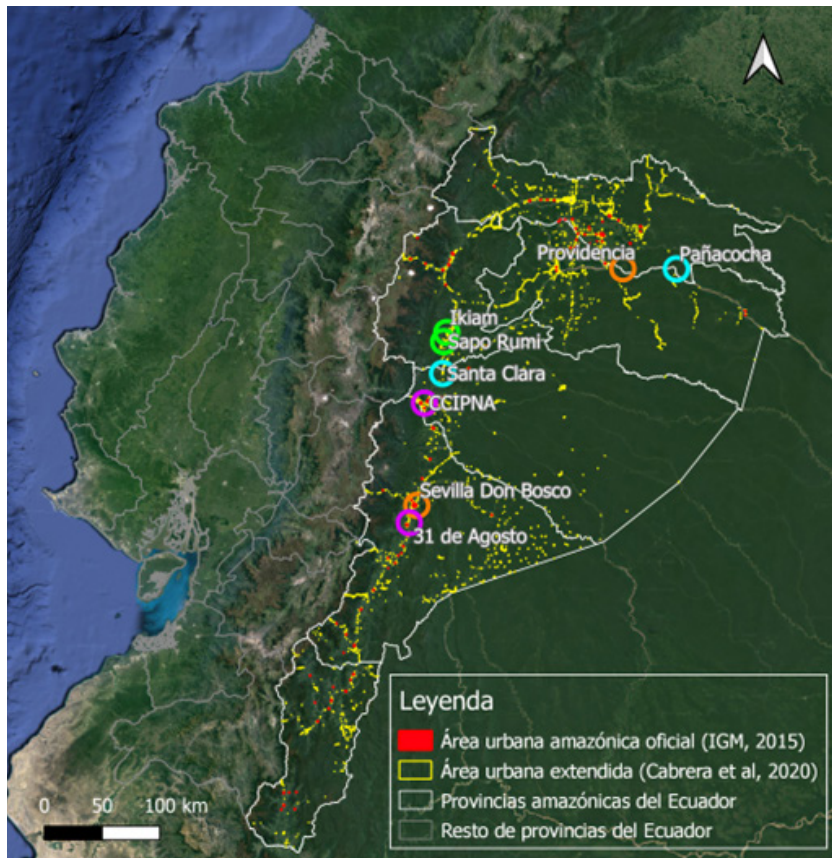 Providencia
Pañacocha
Ikiam
Sapo Rumi
Santa Clara
CCIPNA
Sevilla Don Bosco
31 de Agosto
Leyenda
Área urbana amazónica oficial (IGM, 2015)
Área urbana extendida (Cabrera et al, 2020)
Provincias amazónicas del Ecuador
Resto de provincias del Ecuador
0 50 100 km